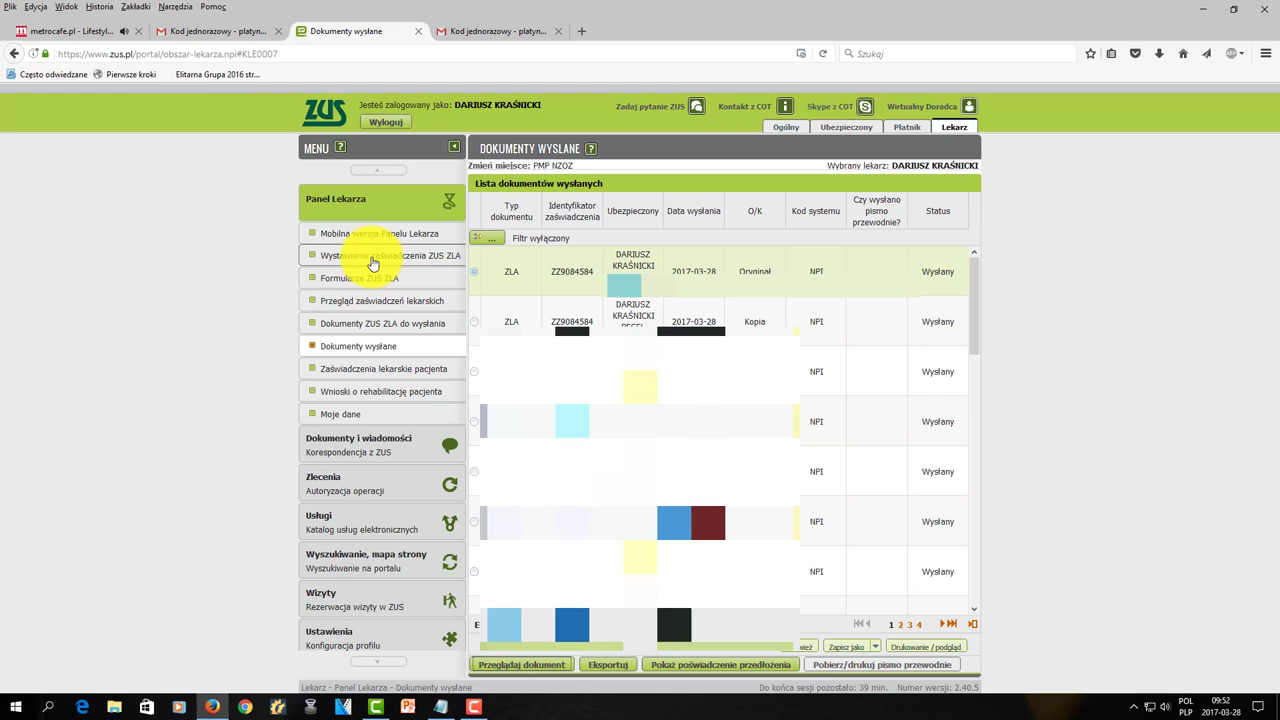 Plik Edycja Widok Historia Zakładki Narzędzia Pomoc
metrocafe.pl - Lifestyl...
Kod jednorazowy - platyn...
Dokumenty wysłane
Kod jednorazowy - platyn...
https://www.zus.pl/portal/obszar-lekarza.npi#KLE0007
Szukaj
Często odwiedzane Pierwsze kroki Elitarna Grupa 2016 str...
ZUS
Jesteś zalogowany jako: DARIUSZ KRAŚNICKI
Wyloguj
Zadaj pytanie ZUS Kontakt z COT Skype z COT Wirtualny Doradca
Ogólny Ubezpieczony Płatnik Lekarz
MENU ?
DOKUMENTY WYSŁANE ?
Zmień miejsce: PMP NZOZ
Wybrany lekarz: DARIUSZ KRAŚNICKI
Lista dokumentów wysłanych
Panel Lekarza
Mobilna wersja Panelu Lekarza
Wystawienie zaświadczenia ZUS ZLA
Formularze ZUS ZLA
Przegląd zaświadczeń lekarskich
Dokumenty ZUS ZLA do wysłania
Dokumenty wysłane
Zaświadczenia lekarskie pacjenta
Wnioski o rehabilitację pacjenta
Moje dane
Dokumenty i wiadomości
Korespondencja z ZUS
Zlecenia
Autoryzacja operacji
Usługi
Katalog usług elektronicznych
Wyszukiwanie, mapa strony
Wyszukiwanie na portalu
Wizyty
Rezerwacja wizyty w ZUS
Ustawienia
Konfiguracja profilu
Typ dokumentu Identyfikator zaświadczenia Ubezpieczony Data wysłania O/K Kod systemu Czy wysłano pismo przewodnie? Status
... Filtr wyłączony
ZLA ZZ9084584 DARIUSZ KRAŚNICKI 2017-03-28 Oryginał NPI Wysłany
ZLA ZZ9084584 DARIUSZ KRAŚNICKI 2017-03-28 Kopia NPI Wysłany
NPI Wysłany
NPI Wysłany
NPI Wysłany
NPI Wysłany
NPI Wysłany
1 2 3 4
Zapisz jako Drukowanie / podgląd
Przeglądaj dokument Eksportuj Pokaż poświadczenie przedłożenia Pobierz/drukuj pismo przewodnie
Lekarz - Panel Lekarza - Dokumenty wysłane
Do końca sesji pozostało: 39 min, Numer wersji: 2.40.5
POL
PLP
09:52
2017-03-28